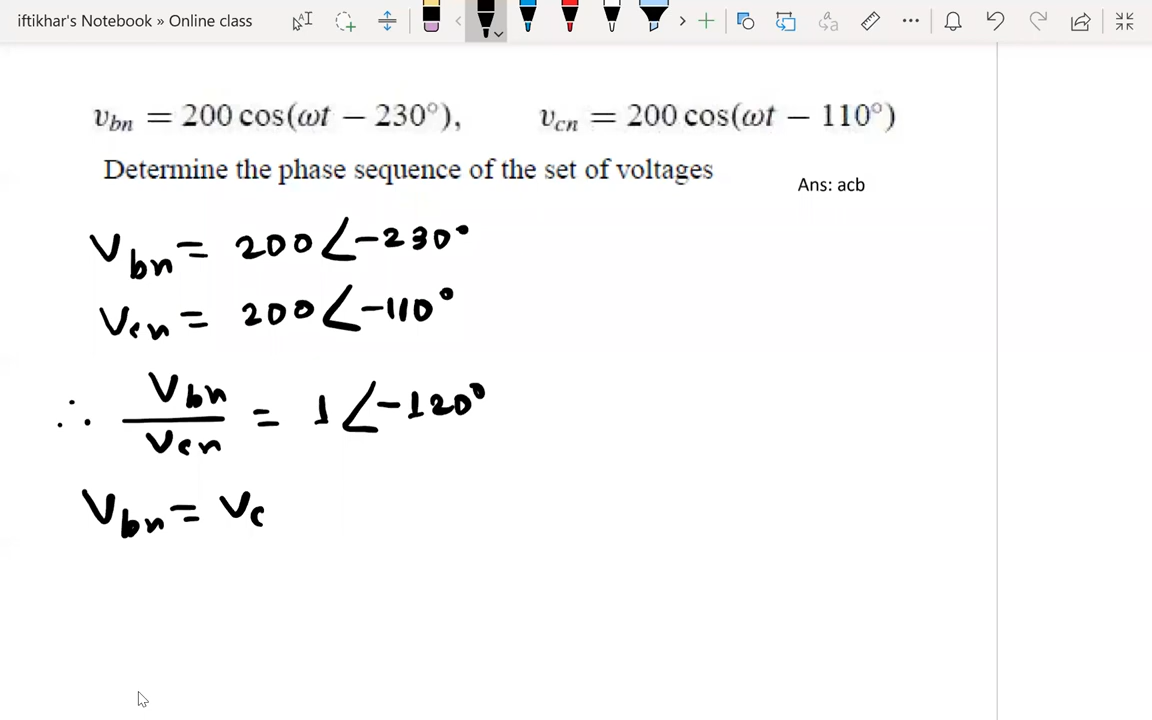 iftikhar's Notebook » Online class
v_bn = 200 cos(ωt − 230°), v_cn = 200 cos(ωt − 110°)
Determine the phase sequence of the set of voltages
Ans: acb
V_bn = 200∠-230°
V_cn = 200∠-110°
∴ V_bn / V_cn = 1∠-120°
V_bn = V_c